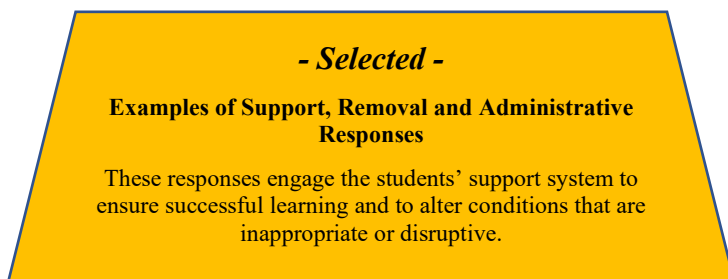 - Selected -
Examples of Support, Removal and Administrative
Responses
These responses engage the students’ support system to
ensure successful learning and to alter conditions that are
inappropriate or disruptive.